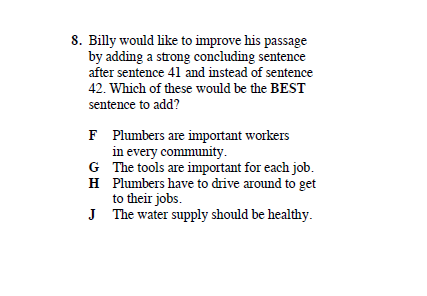 8. Billy would like to improve his passage
by adding a strong concluding sentence
after sentence 41 and instead of sentence
42. Which of these would be the BEST
sentence to add?
F Plumbers are important workers
in every community.
G The tools are important for each job.
H Plumbers have to drive around to get
to their jobs.
J The water supply should be healthy.